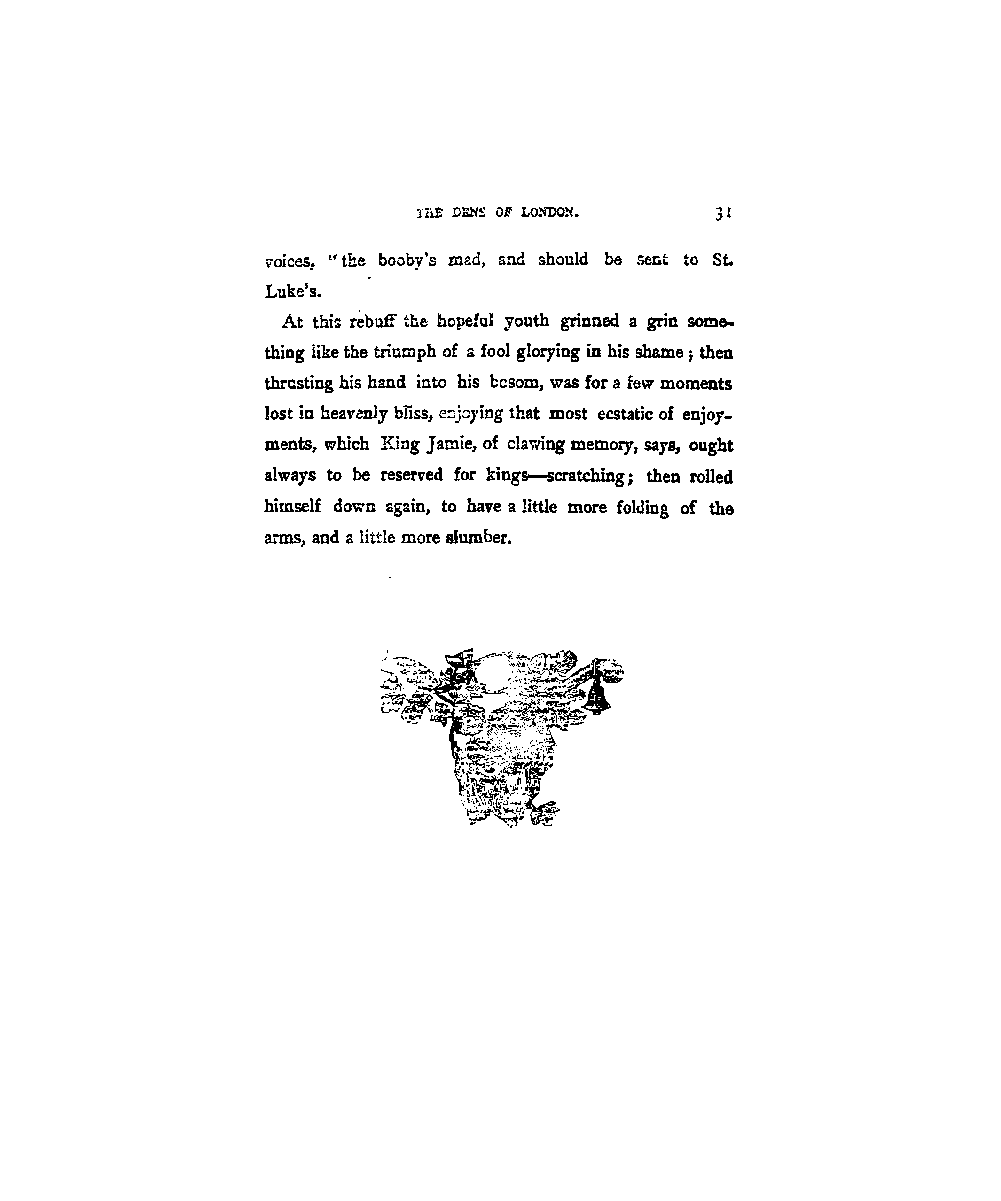 THE DENS OF LONDON. 31
voices, "the booby's mad, and should be sent to St.
Luke's.
At this rebuff the hopeful youth grinned a grin some-
thing like the triumph of a fool glorying in his shame; then
thrusting his hand into his bosom, was for a few moments
lost in heavenly bliss, enjoying that most ecstatic of enjoy-
ments, which King Jamie, of clawing memory, says, ought
always to be reserved for kings—scratching; then rolled
himself down again, to have a little more folding of the
arms, and a little more slumber.